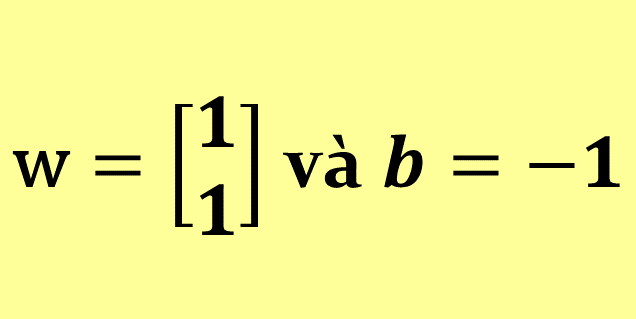 w = [1 1] và b = −1